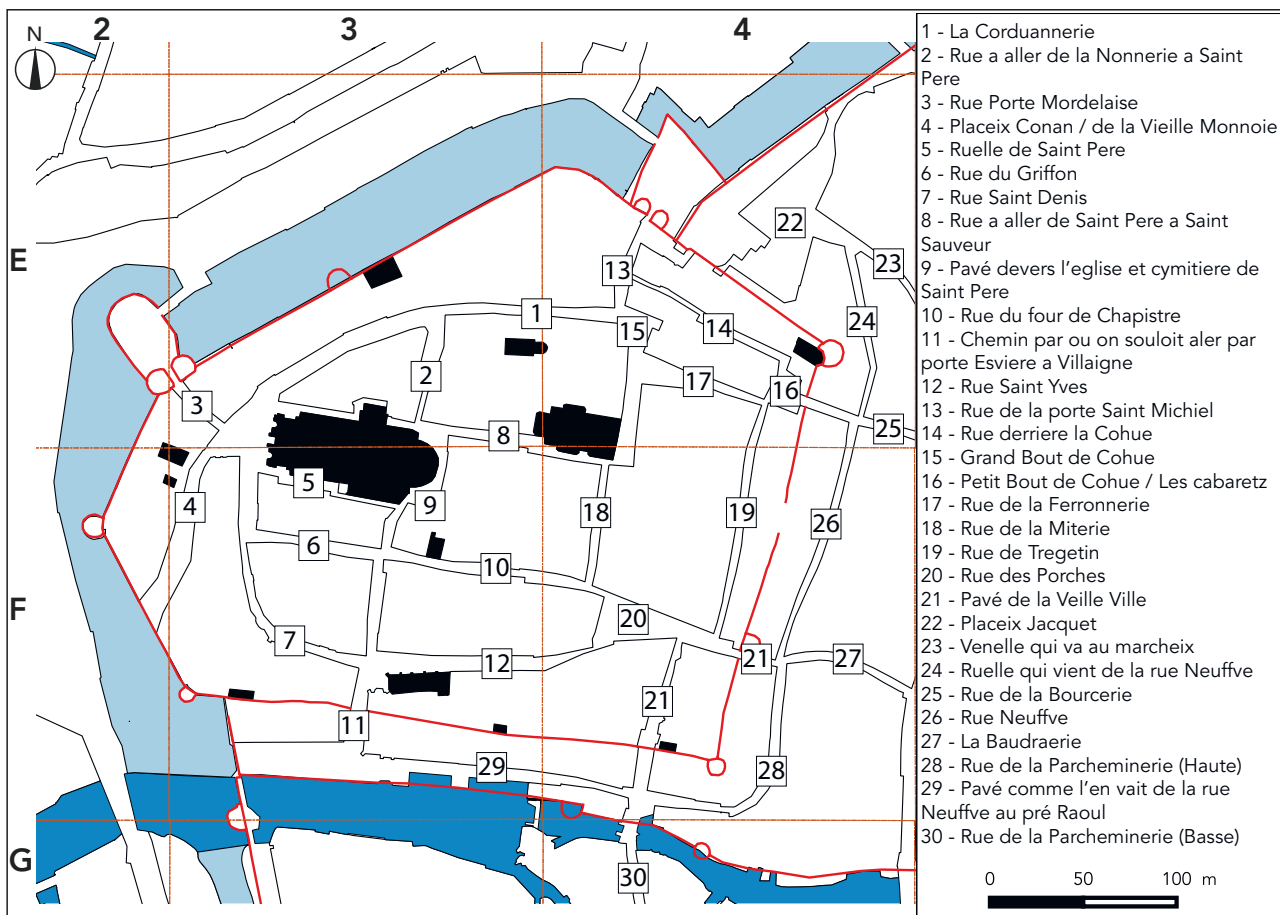 2
3
4
N
E
F
G
1
2
3
4
5
6
7
8
9
10
11
12
13
14
15
16
17
18
19
20
21
21
22
23
24
25
26
27
28
29
30
1 - La Corduannerie
2 - Rue a aller de la Nonnerie a Saint
Pere
3 - Rue Porte Mordelaise
4 - Placeix Conan / de la Vieille Monnoie
5 - Ruelle de Saint Pere
6 - Rue du Griffon
7 - Rue Saint Denis
8 - Rue a aller de Saint Pere a Saint
Sauveur
9 - Pavé devers l'eglise et cymitiere de
Saint Pere
10 - Rue du four de Chapistre
11 - Chemin par ou on souloit aler par
porte Esviere a Villaigne
12 - Rue Saint Yves
13 - Rue de la porte Saint Michiel
14 - Rue derriere la Cohue
15 - Grand Bout de Cohue
16 - Petit Bout de Cohue / Les cabaretz
17 - Rue de la Ferronnerie
18 - Rue de la Miterie
19 - Rue de Tregetin
20 - Rue des Porches
21 - Pavé de la Veille Ville
22 - Placeix Jacquet
23 - Venelle qui va au marcheix
24 - Ruelle qui vient de la rue Neuffve
25 - Rue de la Bourcerie
26 - Rue Neuffve
27 - La Baudraerie
28 - Rue de la Parcheminerie (Haute)
29 - Pavé comme l'en vait de la rue
Neuffve au pré Raoul
30 - Rue de la Parcheminerie (Basse)
0 50 100 m